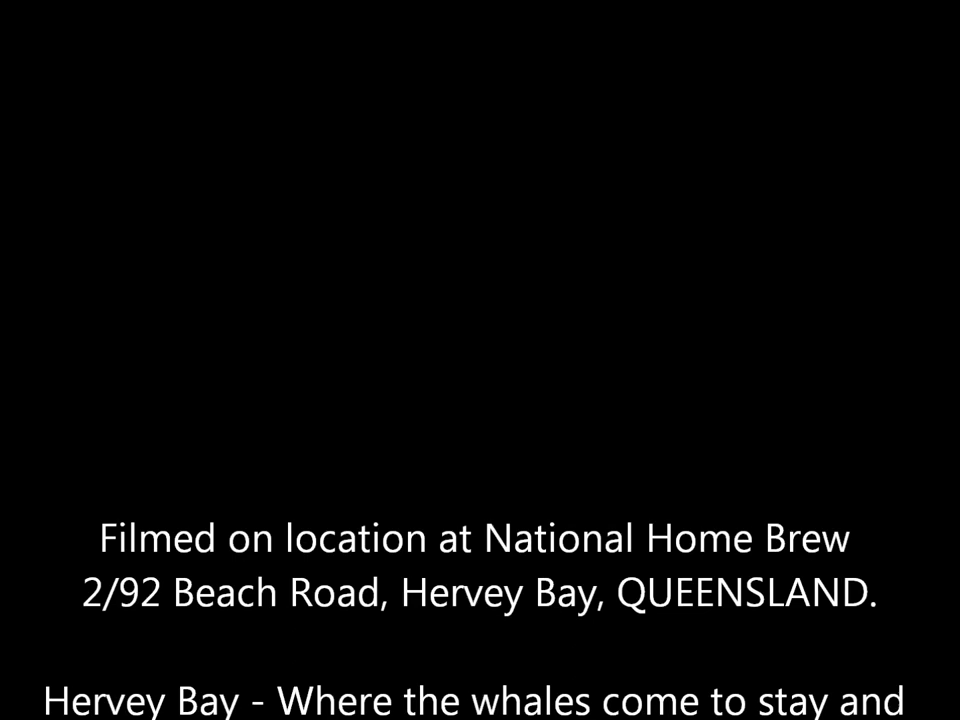 Filmed on location at National Home Brew
2/92 Beach Road, Hervey Bay, QUEENSLAND.
Hervey Bay - Where the whales come to stay and